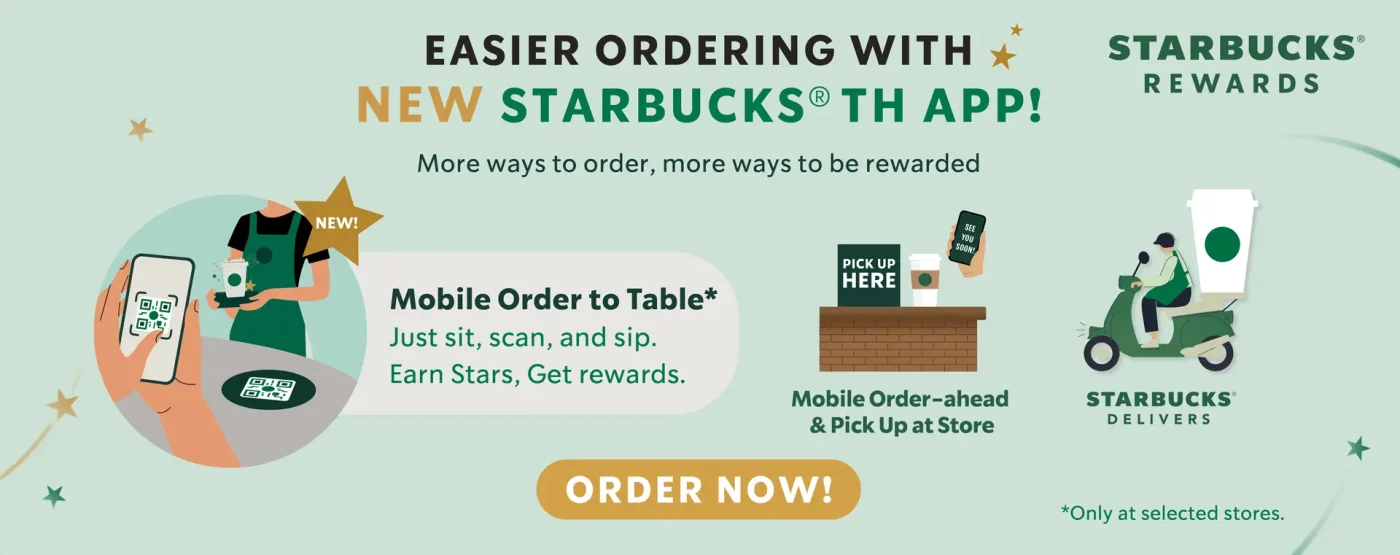 EASIER ORDERING WITH
NEW STARBUCKS® TH APP!
More ways to order, more ways to be rewarded
STARBUCKS®
REWARDS
NEW!
Mobile Order to Table*
Just sit, scan, and sip.
Earn Stars, Get rewards.
PICK UP
HERE
SEE
YOU
SOON!
Mobile Order-ahead
& Pick Up at Store
STARBUCKS®
DELIVERS
ORDER NOW!
*Only at selected stores.